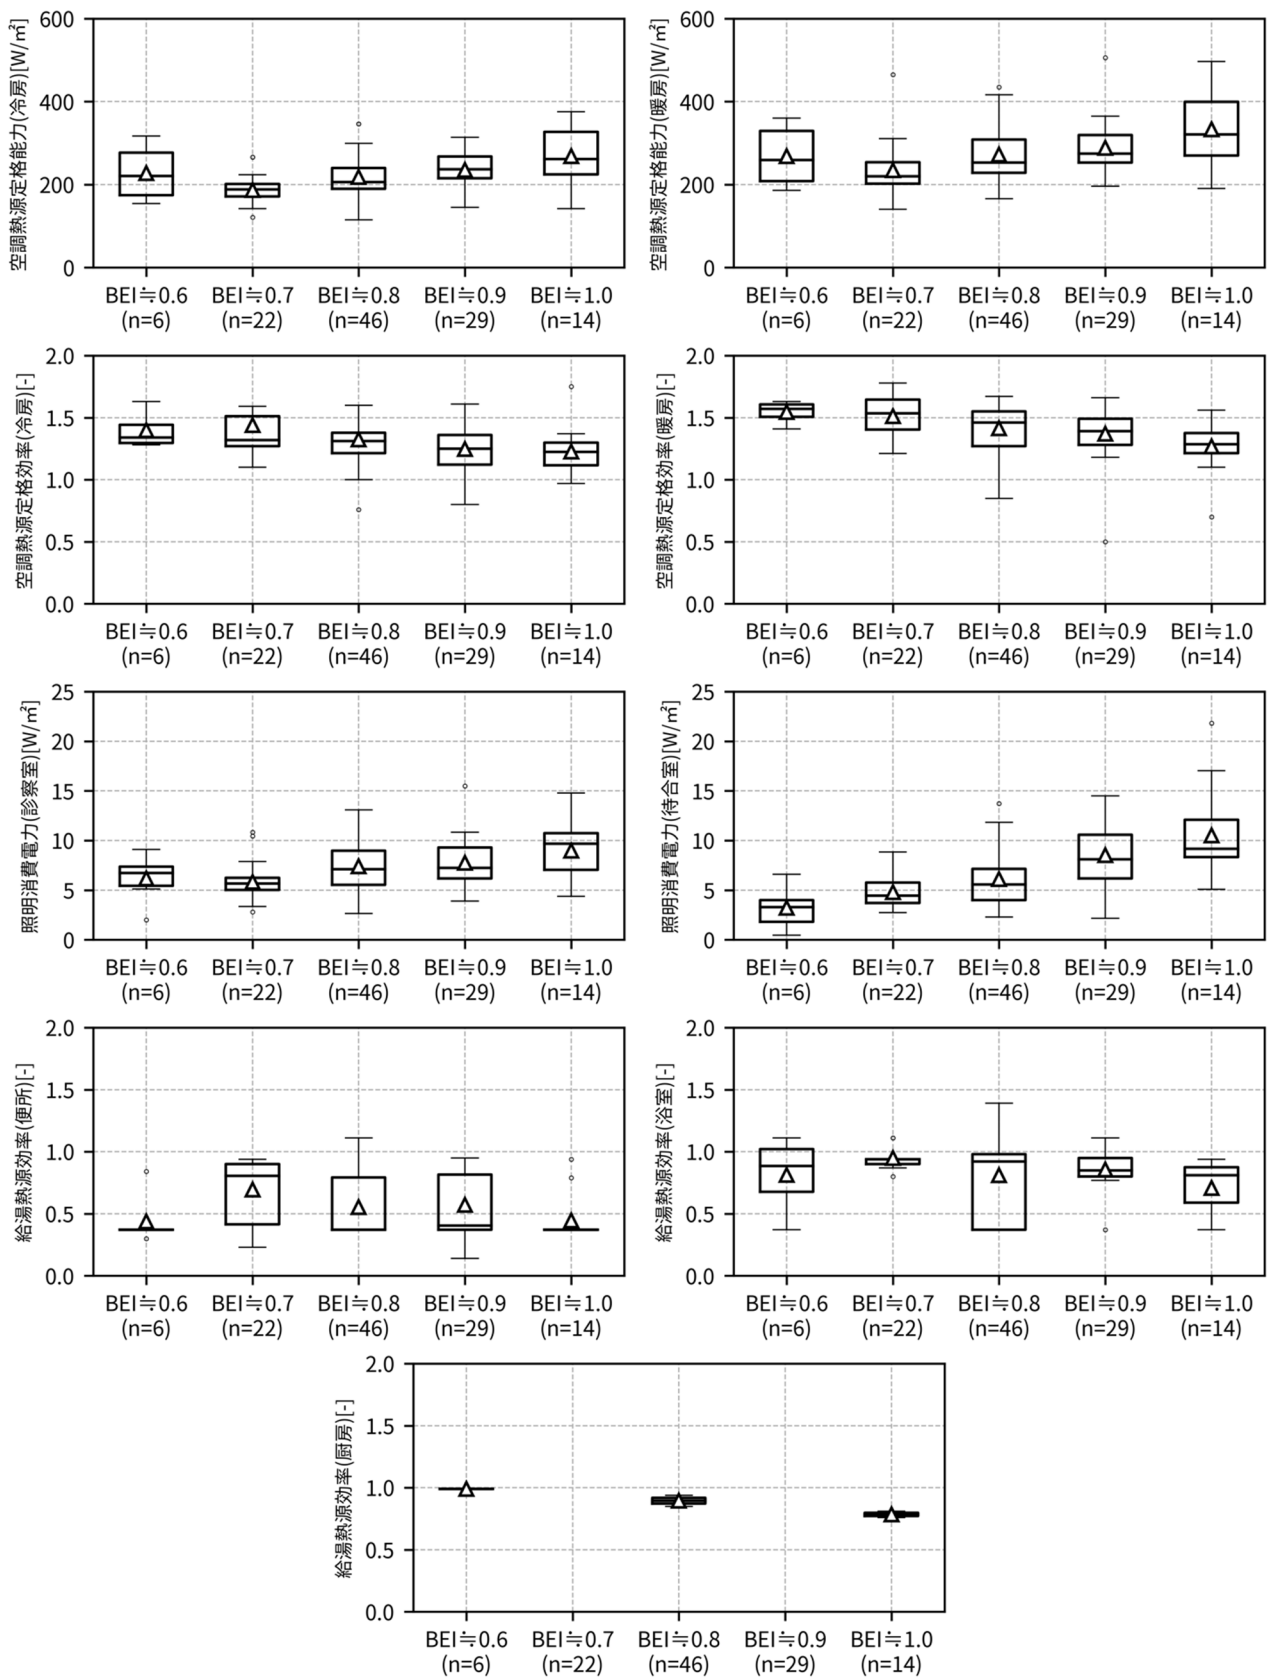 空調熱源定格能力(冷房)[W/㎡]
600
400
200
0
BEI≒0.6 BEI≒0.7 BEI≒0.8 BEI≒0.9 BEI≒1.0
(n=6) (n=22) (n=46) (n=29) (n=14)
空調熱源定格能力(暖房)[W/㎡]
600
400
200
0
BEI≒0.6 BEI≒0.7 BEI≒0.8 BEI≒0.9 BEI≒1.0
(n=6) (n=22) (n=46) (n=29) (n=14)
空調熱源定格効率(冷房)[-]
2.0
1.5
1.0
0.5
0.0
BEI≒0.6 BEI≒0.7 BEI≒0.8 BEI≒0.9 BEI≒1.0
(n=6) (n=22) (n=46) (n=29) (n=14)
空調熱源定格効率(暖房)[-]
2.0
1.5
1.0
0.5
0.0
BEI≒0.6 BEI≒0.7 BEI≒0.8 BEI≒0.9 BEI≒1.0
(n=6) (n=22) (n=46) (n=29) (n=14)
照明消費電力(診察室)[W/㎡]
25
20
15
10
5
0
BEI≒0.6 BEI≒0.7 BEI≒0.8 BEI≒0.9 BEI≒1.0
(n=6) (n=22) (n=46) (n=29) (n=14)
照明消費電力(待合室)[W/㎡]
25
20
15
10
5
0
BEI≒0.6 BEI≒0.7 BEI≒0.8 BEI≒0.9 BEI≒1.0
(n=6) (n=22) (n=46) (n=29) (n=14)
給湯熱源効率(便所)[-]
2.0
1.5
1.0
0.5
0.0
BEI≒0.6 BEI≒0.7 BEI≒0.8 BEI≒0.9 BEI≒1.0
(n=6) (n=22) (n=46) (n=29) (n=14)
給湯熱源効率(浴室)[-]
2.0
1.5
1.0
0.5
0.0
BEI≒0.6 BEI≒0.7 BEI≒0.8 BEI≒0.9 BEI≒1.0
(n=6) (n=22) (n=46) (n=29) (n=14)
給湯熱源効率(厨房)[-]
2.0
1.5
1.0
0.5
0.0
BEI≒0.6 BEI≒0.7 BEI≒0.8 BEI≒0.9 BEI≒1.0
(n=6) (n=22) (n=46) (n=29) (n=14)